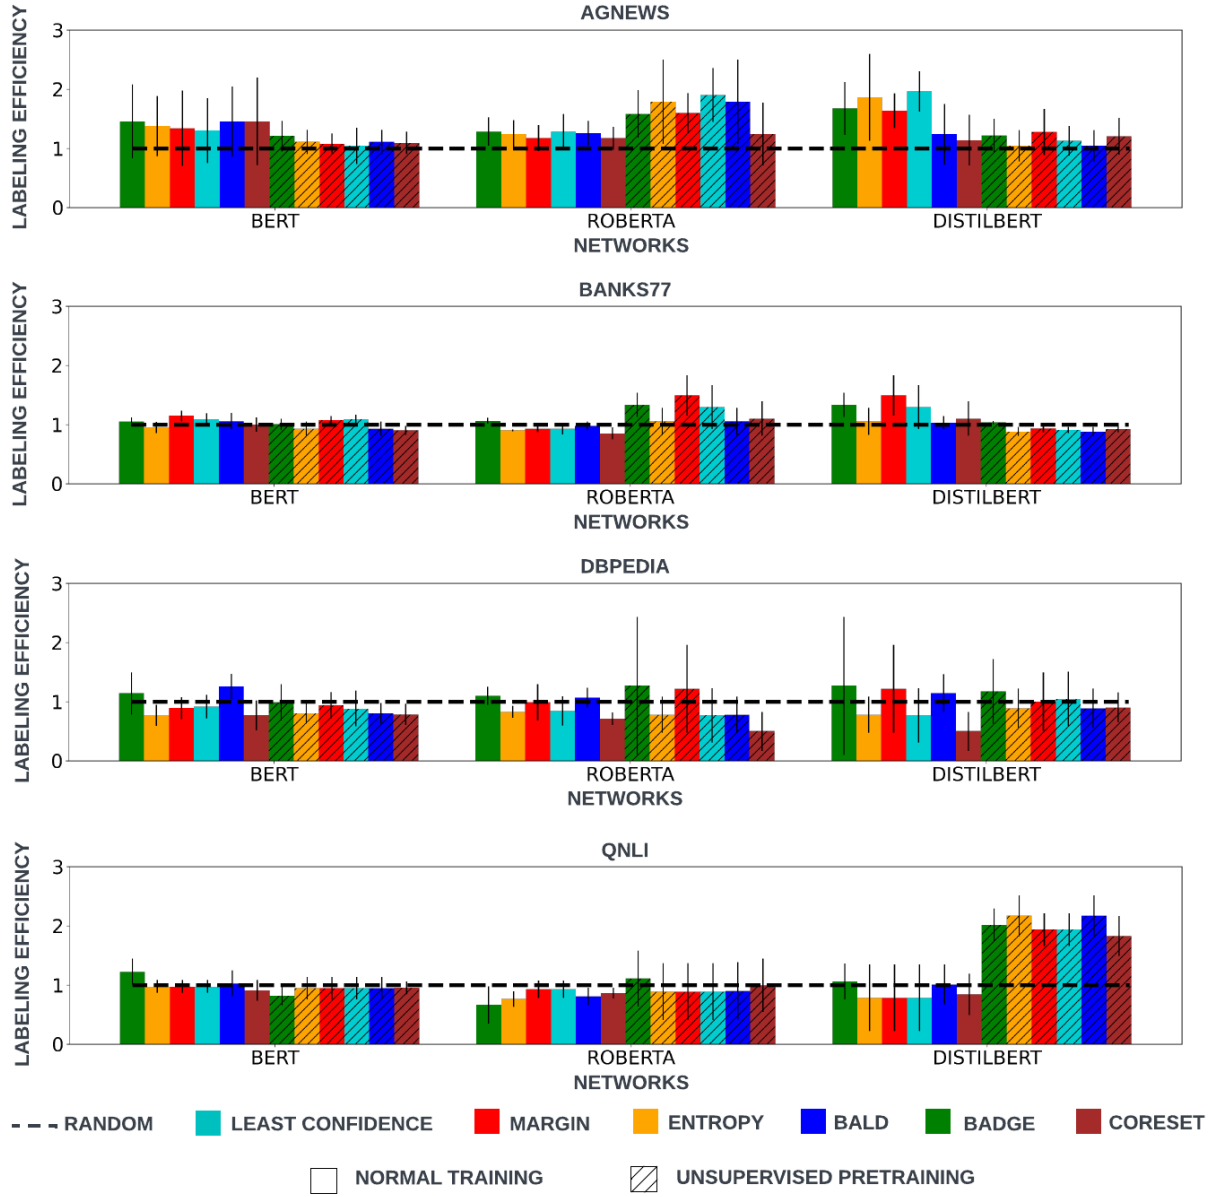 AGNEWS
LABELING EFFICIENCY
3
2
1
0
BERT ROBERTA DISTILBERT
NETWORKS
BANKS77
LABELING EFFICIENCY
3
2
1
0
BERT ROBERTA DISTILBERT
NETWORKS
DBPEDIA
LABELING EFFICIENCY
3
2
1
0
BERT ROBERTA DISTILBERT
NETWORKS
QNLI
LABELING EFFICIENCY
3
2
1
0
BERT ROBERTA DISTILBERT
NETWORKS
RANDOM LEAST CONFIDENCE MARGIN ENTROPY BALD BADGE CORESET
NORMAL TRAINING UNSUPERVISED PRETRAINING